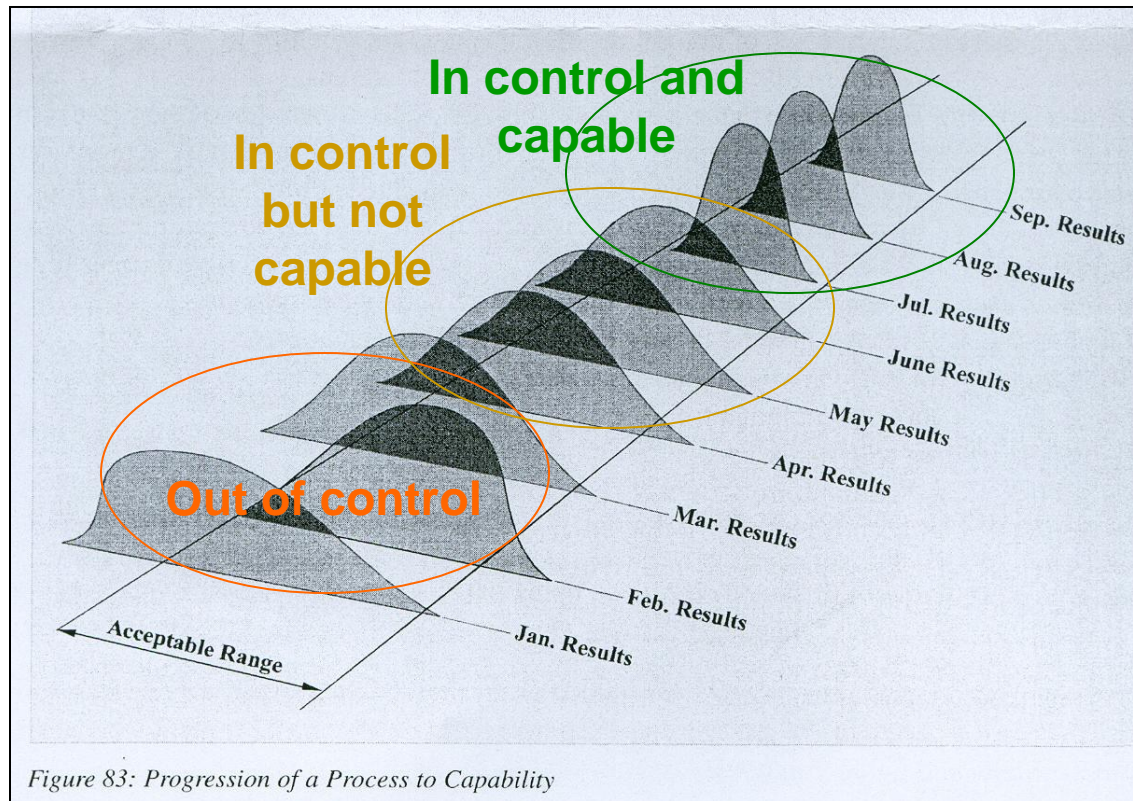 In control and
capable
In control
but not
capable
Out of control
Sep. Results
Aug. Results
Jul. Results
June Results
May Results
Apr. Results
Mar. Results
Feb. Results
Jan. Results
Acceptable Range
Figure 83: Progression of a Process to Capability